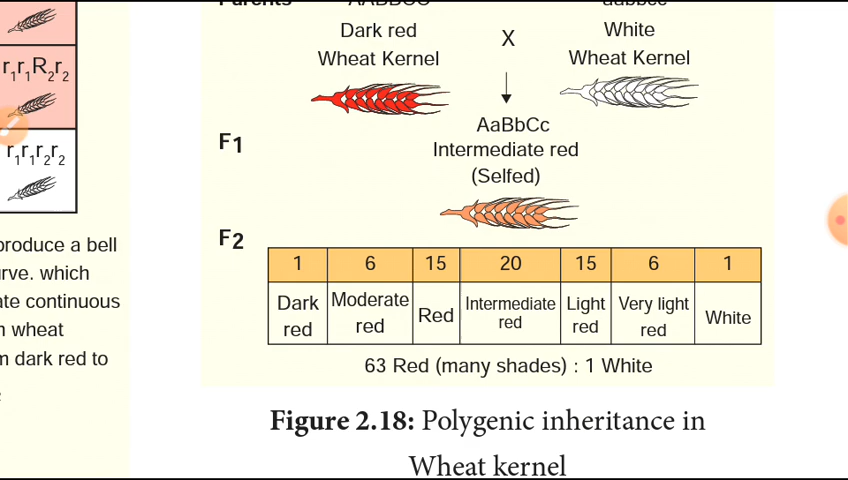 r₁r₁R₂r₂
r₁r₁r₂r₂
produce a bell
rve. which
ate continuous
n wheat
m dark red to
Parents AABBCC aabbcc
Dark red
Wheat Kernel
X
White
Wheat Kernel
F1
AaBbCc
Intermediate red
(Selfed)
F2
1 6 15 20 15 6 1
Dark red Moderate red Red Intermediate red Light red Very light red White
63 Red (many shades) : 1 White
Figure 2.18: Polygenic inheritance in
Wheat kernel